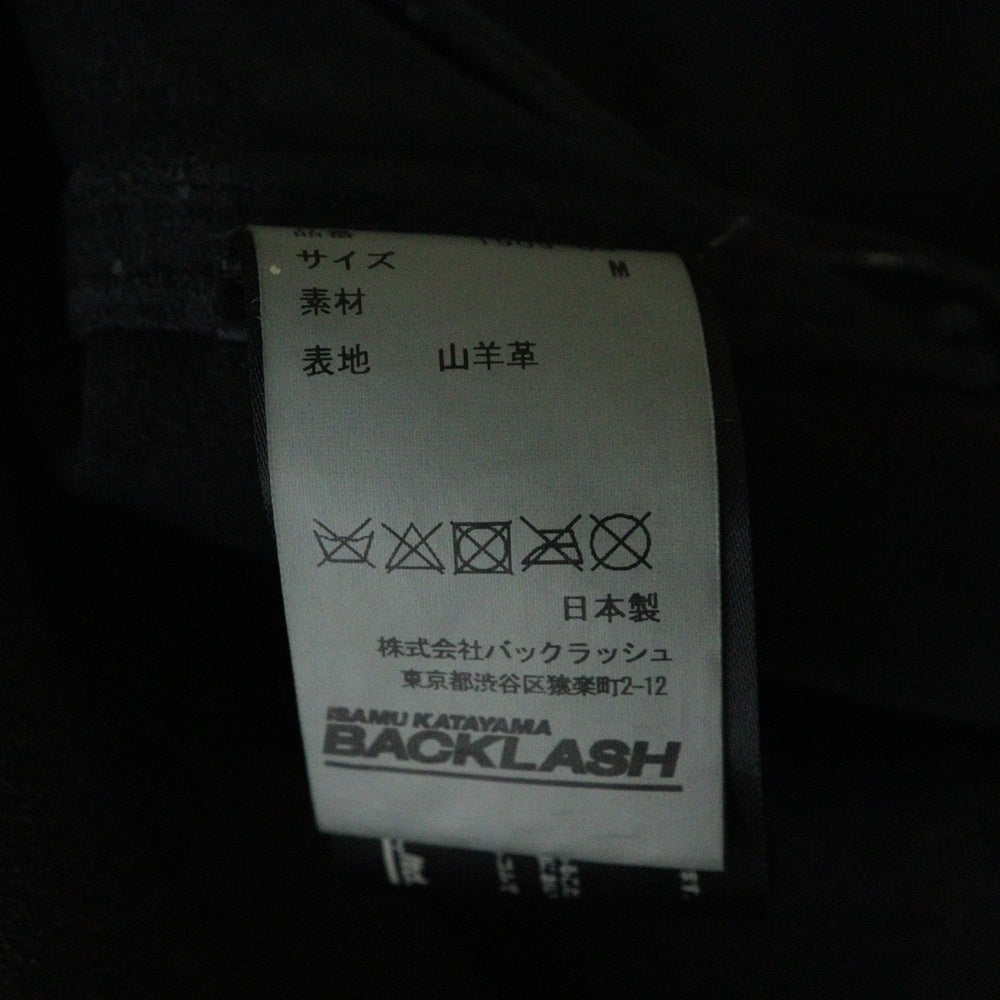 サイズ M
素材
表地 山羊革
日本製
株式会社バックラッシュ
東京都渋谷区猿楽町2-12
ISAMU KATAYAMA
BACKLASH